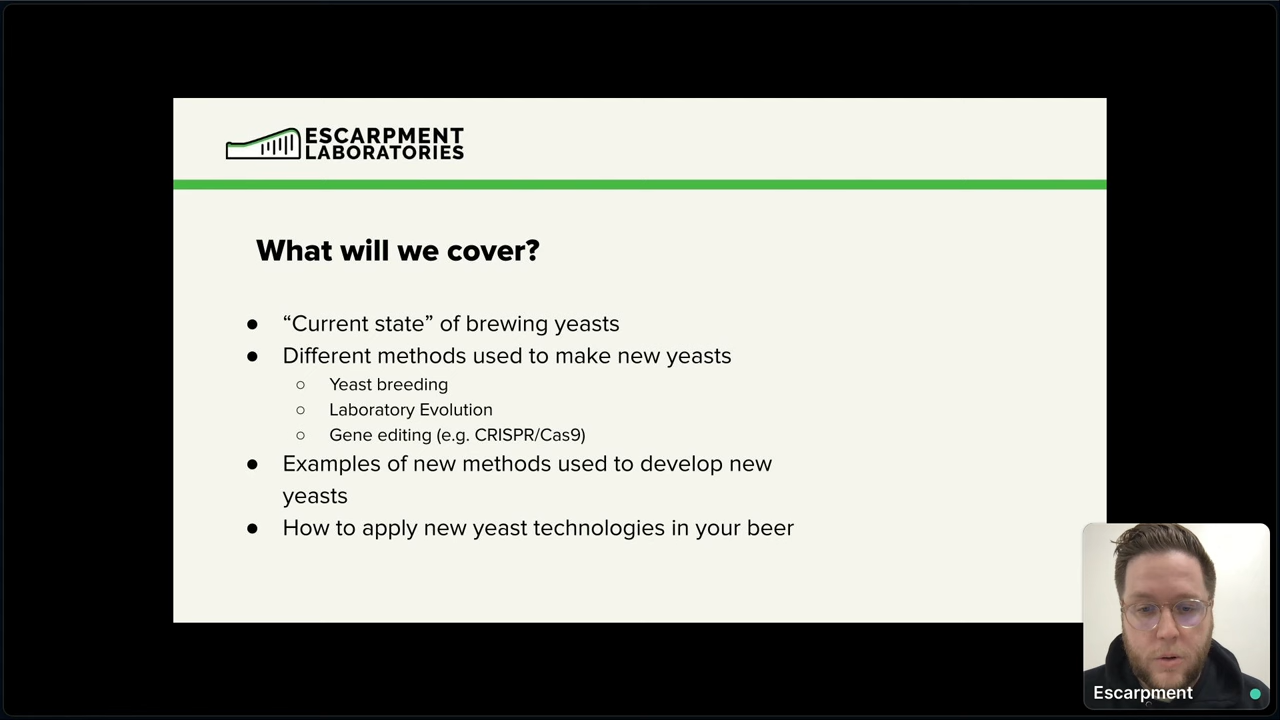 ESCARPMENT
LABORATORIES
What will we cover?
● “Current state” of brewing yeasts
● Different methods used to make new yeasts
○ Yeast breeding
○ Laboratory Evolution
○ Gene editing (e.g. CRISPR/Cas9)
● Examples of new methods used to develop new
yeasts
● How to apply new yeast technologies in your beer
Escarpment